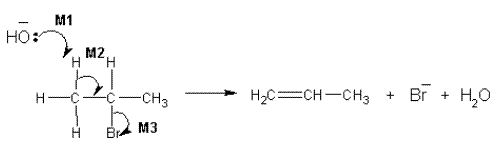 HO:⁻ M1
H M2 H
H—C—C—CH3 ⟶ H2C=CH—CH3 + Br⁻ + H2O
H Br M3